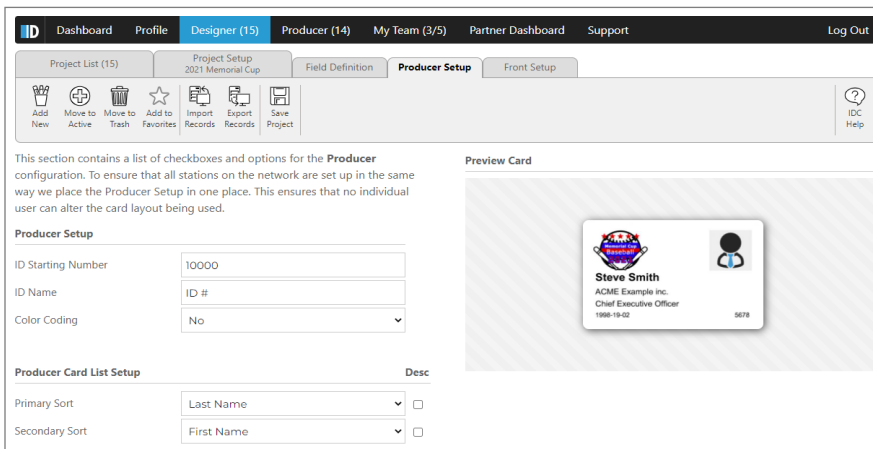 ID Dashboard Profile Designer (15) Producer (14) My Team (3/5) Partner Dashboard Support Log Out
Project List (15) Project Setup Field Definition Producer Setup Front Setup
2021 Memorial Cup
Add Move to Move to Add to Import Export Save IDC
New Active Trash Favorites Records Records Project Help
This section contains a list of checkboxes and options for the Producer
configuration. To ensure that all stations on the network are set up in the same
way we place the Producer Setup in one place. This ensures that no individual
user can alter the card layout being used.
Preview Card
Producer Setup
ID Starting Number 10000
ID Name ID #
Color Coding No
Memorial Cup
Baseball
Steve Smith
ACME Example inc.
Chief Executive Officer
1998-19-02 5678
Producer Card List Setup Desc
Primary Sort Last Name
Secondary Sort First Name